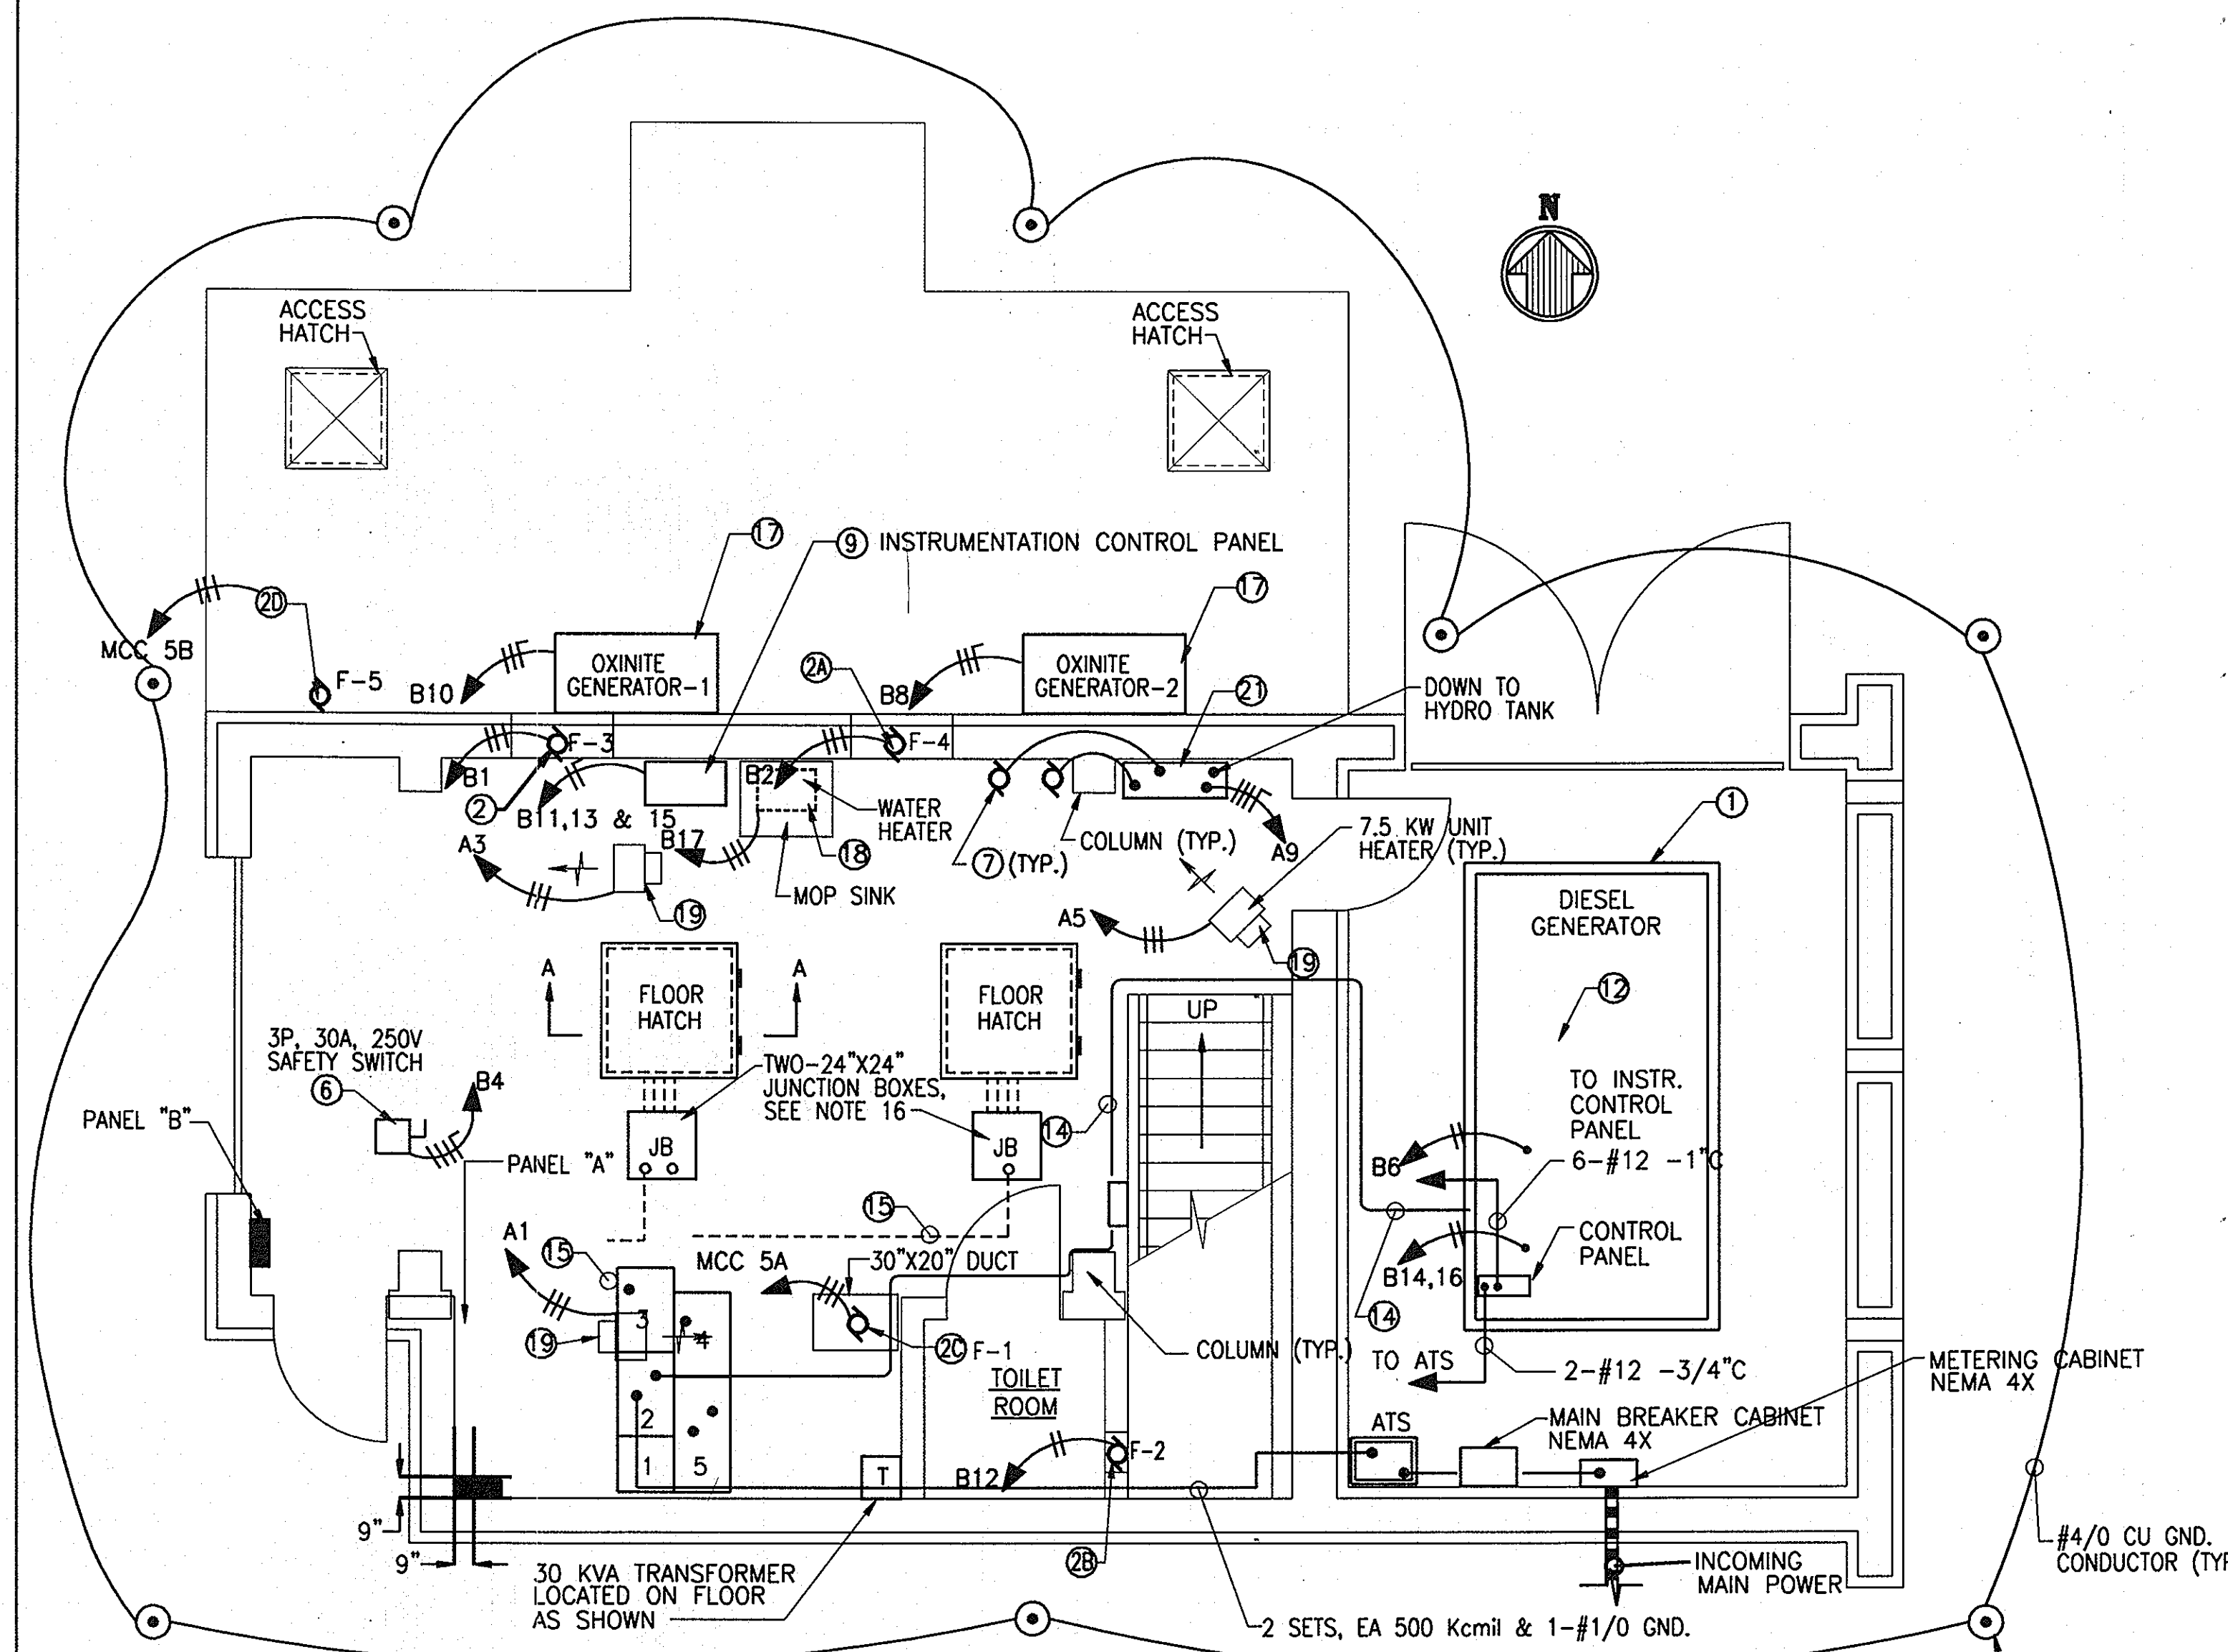 N
ACCESS
HATCH
ACCESS
HATCH
17
9 INSTRUMENTATION CONTROL PANEL
17
2D
MCC 5B
F-5
B10
OXINITE
GENERATOR-1
2A
B8
OXINITE
GENERATOR-2
21
DOWN TO
HYDRO TANK
F-3
F-4
B1
2
B11,13 & 15
B2
WATER
HEATER
18
MOP SINK
B17
A3
19
7 (TYP.)
COLUMN (TYP.)
A9
7.5 KW UNIT
HEATER (TYP.)
A5
19
1
DIESEL
GENERATOR
12
A
A
FLOOR
HATCH
FLOOR
HATCH
UP
3P, 30A, 250V
SAFETY SWITCH
6
B4
PANEL "B"
PANEL "A"
TWO-24"X24"
JUNCTION BOXES,
SEE NOTE 16
JB
JB
14
TO INSTR.
CONTROL
PANEL
6-#12 -1"C
B6
CONTROL
PANEL
B14,16
14
15
A1
15
MCC 5A
30"X20" DUCT
19
3
4
2
1
5
2C F-1
TOILET
ROOM
COLUMN (TYP.)
TO ATS
2-#12 -3/4"C
METERING CABINET
NEMA 4X
ATS
MAIN BREAKER CABINET
NEMA 4X
T
B12
F-2
2B
9"
9"
30 KVA TRANSFORMER
LOCATED ON FLOOR
AS SHOWN
2 SETS, EA 500 Kcmil & 1-#1/0 GND.
INCOMING
MAIN POWER
#4/0 CU GND.
CONDUCTOR (TYP